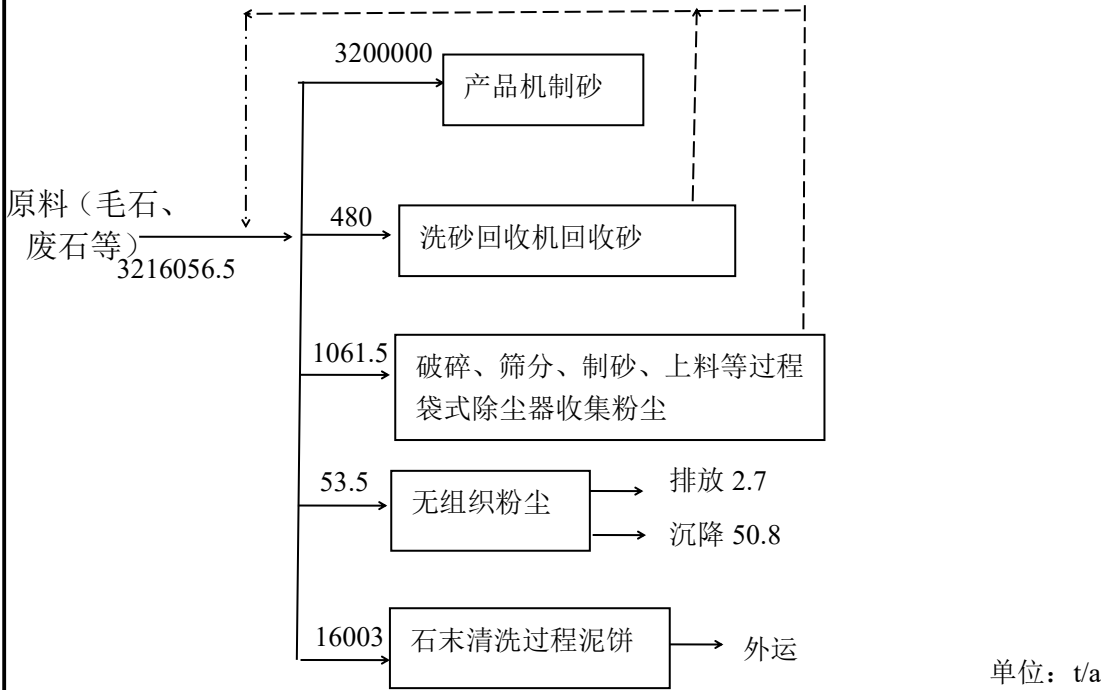 3200000
产品机制砂
原料（毛石、
废石等）
3216056.5
480
洗砂回收机回收砂
1061.5
破碎、筛分、制砂、上料等过程
袋式除尘器收集粉尘
53.5
无组织粉尘
排放 2.7
沉降 50.8
16003
石末清洗过程泥饼
外运
单位：t/a